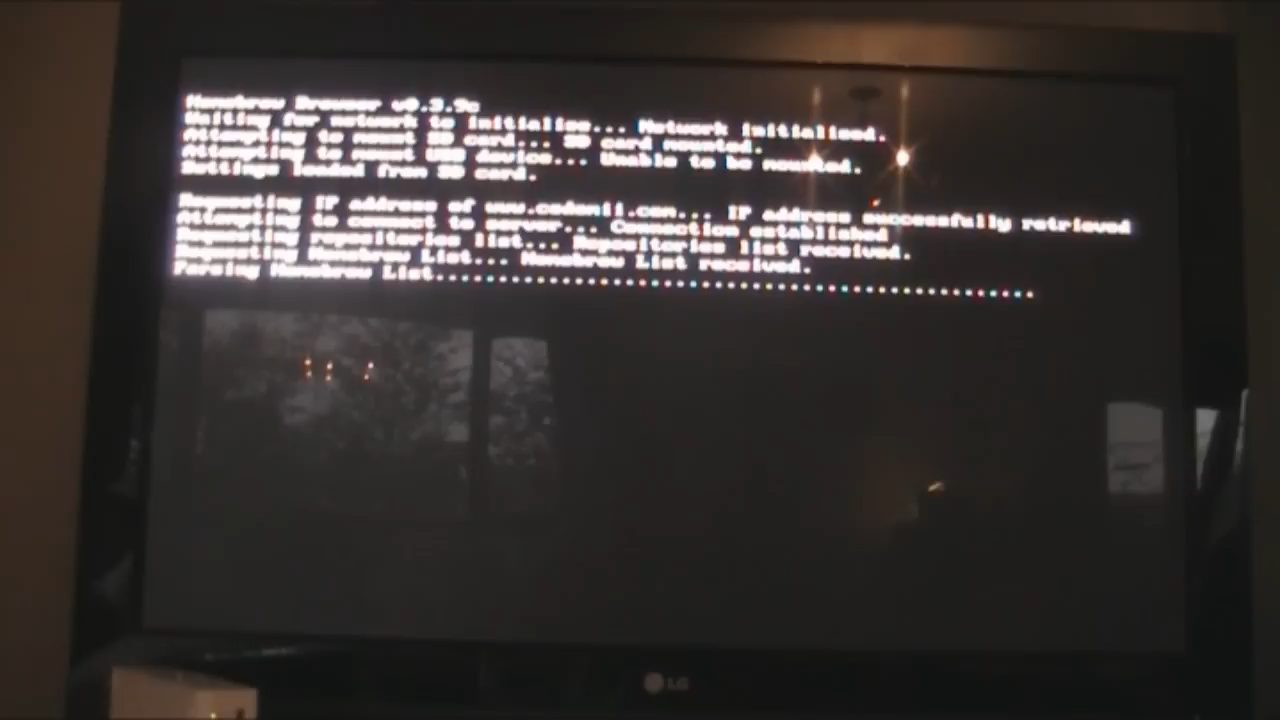 Homebrew Browser v0.3.9c
Waiting for network to initialise... Network initialised.
Attempting to mount SD card... SD card mounted.
Attempting to mount USB device... Unable to be mounted.
Settings loaded from SD card.
Requesting IP address of www.codemii.com... IP address successfully retrieved
Attempting to connect to server... Connection established
Requesting repositories list... Repositories list received.
Requesting Homebrew List... Homebrew List received.
Parsing Homebrew List......................................................
LG